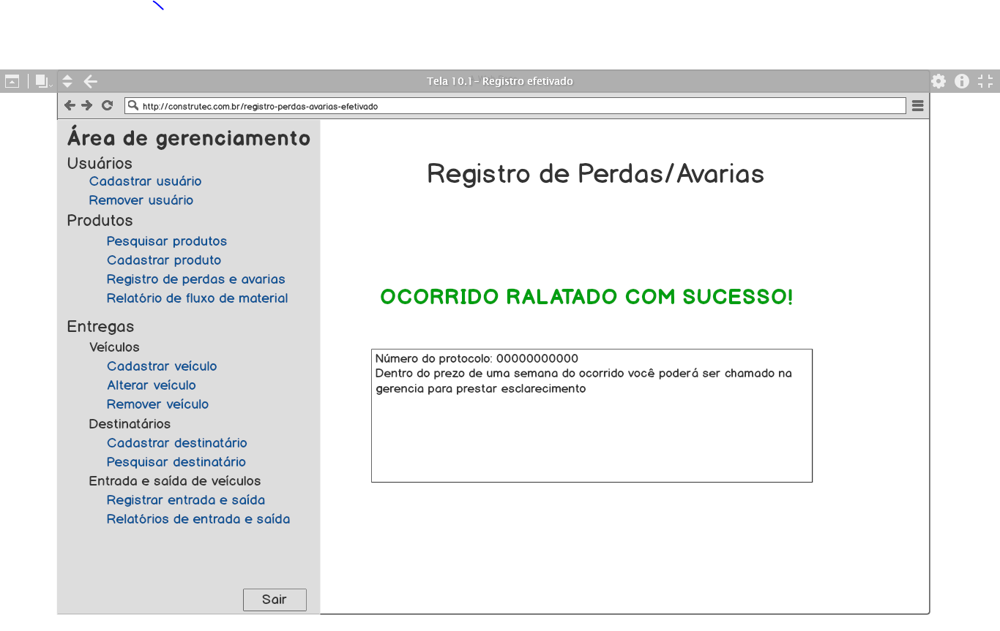 Tela 10.1- Registro efetivado
http://construtec.com.br/registro-perdas-avarias-efetivado
Área de gerenciamento
Usuários
Cadastrar usuário
Remover usuário
Produtos
Pesquisar produtos
Cadastrar produto
Registro de perdas e avarias
Relatório de fluxo de material
Entregas
Veículos
Cadastrar veículo
Alterar veículo
Remover veículo
Destinatários
Cadastrar destinatário
Pesquisar destinatário
Entrada e saída de veículos
Registrar entrada e saída
Relatórios de entrada e saída
Sair
Registro de Perdas/Avarias
OCORRIDO RALATADO COM SUCESSO!
Número do protocolo: 00000000000
Dentro do prezo de uma semana do ocorrido você poderá ser chamado na
gerencia para prestar esclarecimento